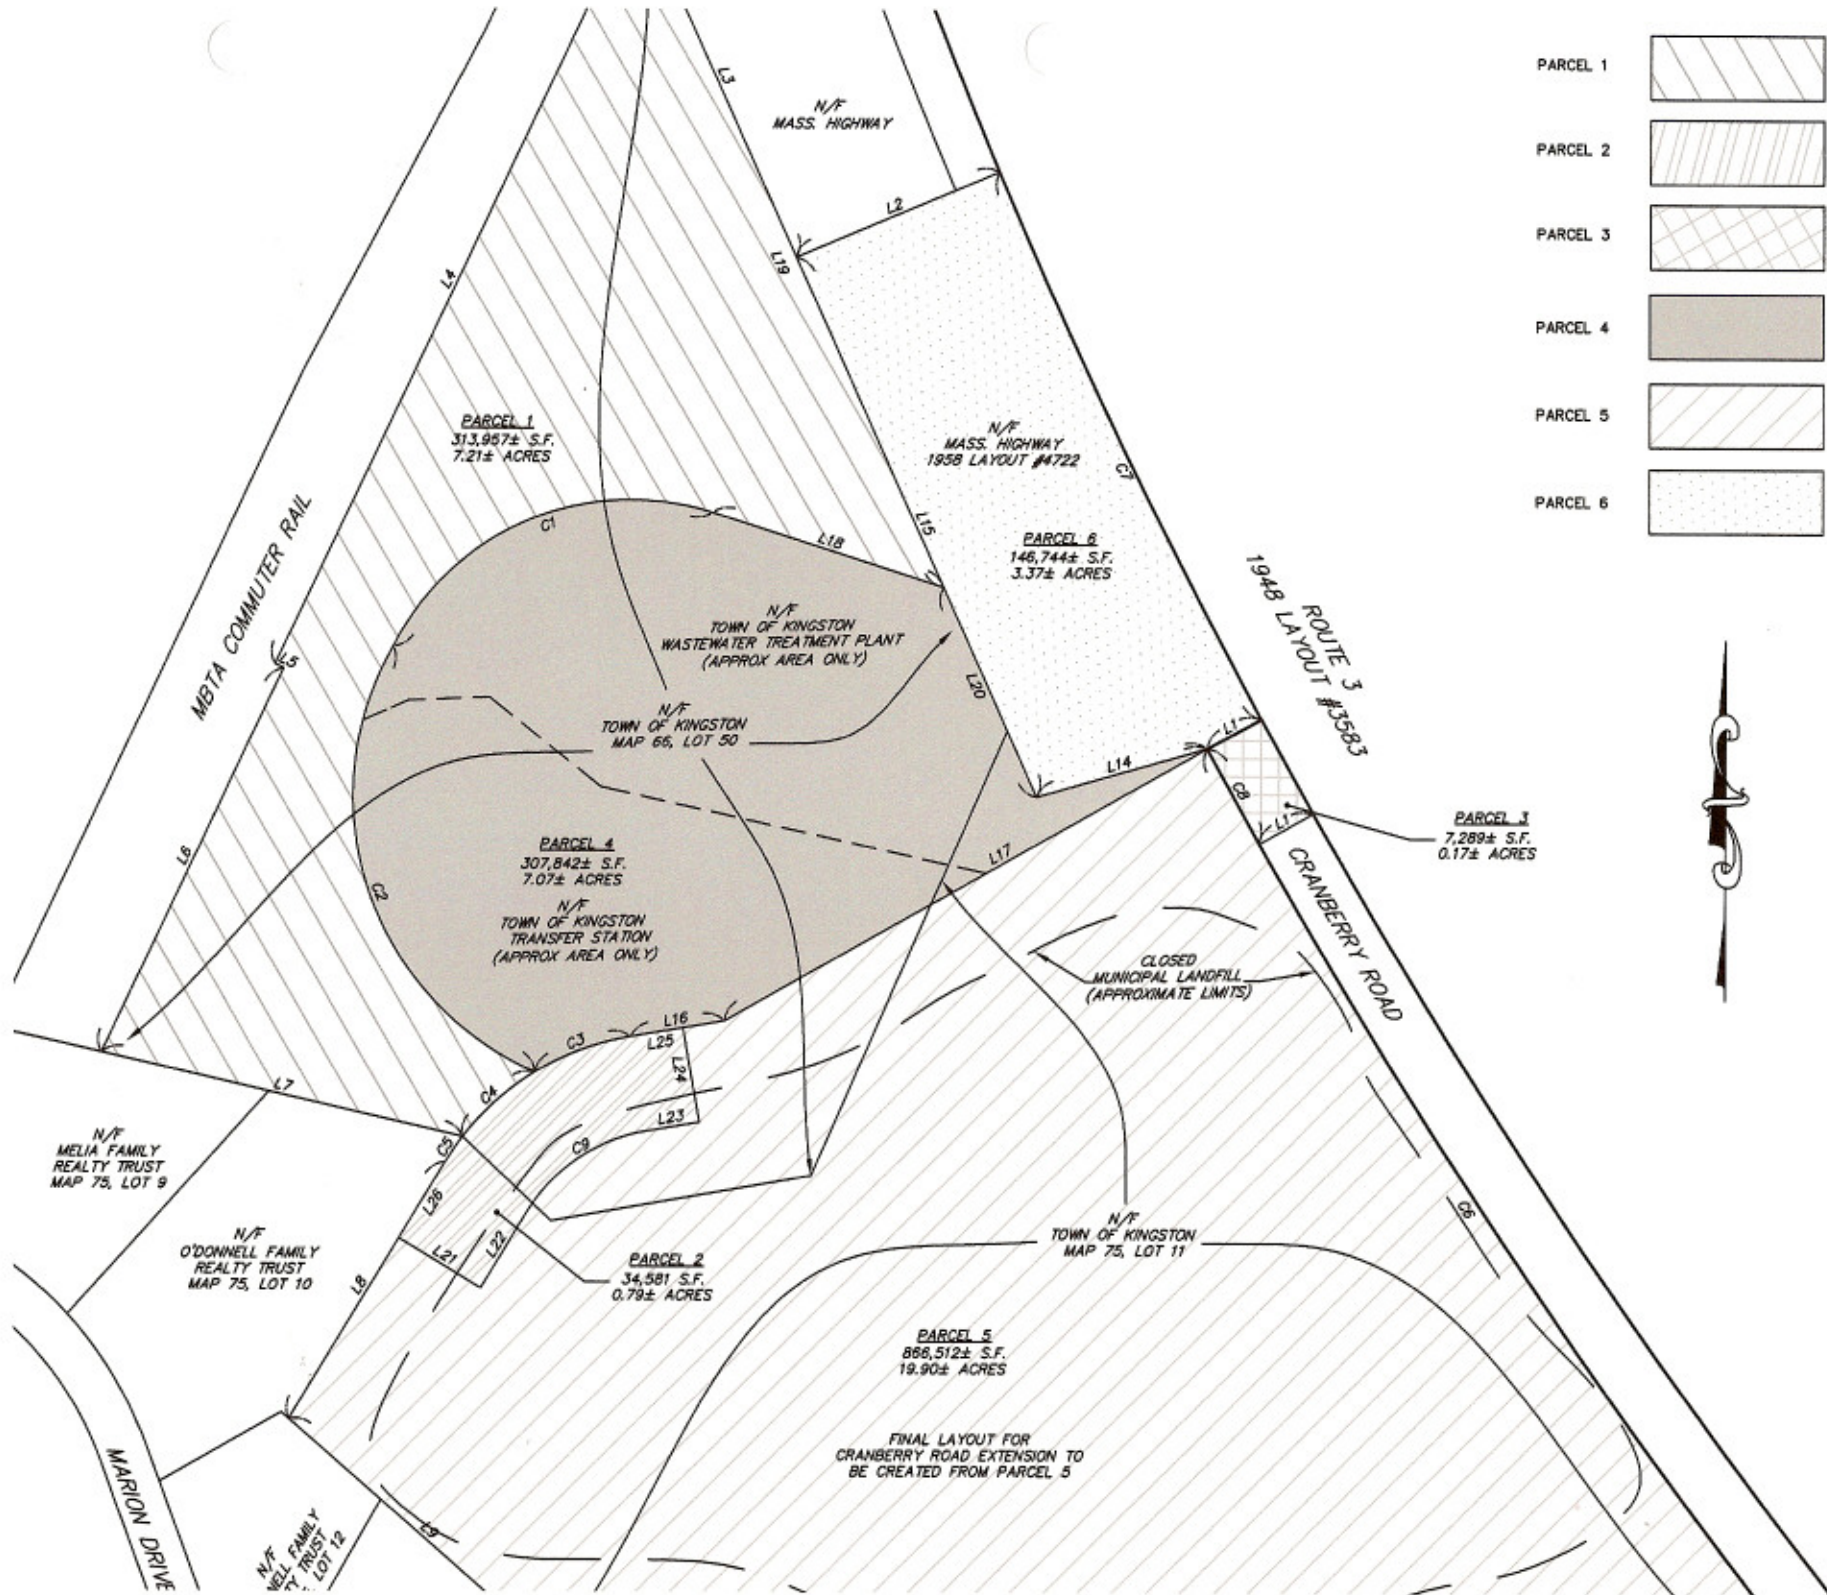 PARCEL 1
PARCEL 2
PARCEL 3
PARCEL 4
PARCEL 5
PARCEL 6
L3
N/F
MASS. HIGHWAY
L2
L19
L4
PARCEL 1
313,957± S.F.
7.21± ACRES
N/F
MASS. HIGHWAY
1958 LAYOUT #4722
C7
MBTA COMMUTER RAIL
C1
L18
L15
PARCEL 6
146,744± S.F.
3.37± ACRES
ROUTE 3
1948 LAYOUT #3583
N/F
TOWN OF KINGSTON
WASTEWATER TREATMENT PLANT
(APPROX AREA ONLY)
L5
L20
N/F
TOWN OF KINGSTON
MAP 66, LOT 50
L1
L14
C8
L1
PARCEL 3
7,289± S.F.
0.17± ACRES
L6
C2
PARCEL 4
307,842± S.F.
7.07± ACRES
N/F
TOWN OF KINGSTON
TRANSFER STATION
(APPROX AREA ONLY)
L17
CRANBERRY ROAD
CLOSED
MUNICIPAL LANDFILL
(APPROXIMATE LIMITS)
L16
C3
L25
L24
L7
C4
L23
C9
C5
N/F
MELIA FAMILY
REALTY TRUST
MAP 75, LOT 9
L26
L22
L21
L8
N/F
O'DONNELL FAMILY
REALTY TRUST
MAP 75, LOT 10
PARCEL 2
34,581 S.F.
0.79± ACRES
N/F
TOWN OF KINGSTON
MAP 75, LOT 11
C6
PARCEL 5
866,512± S.F.
19.90± ACRES
FINAL LAYOUT FOR
CRANBERRY ROAD EXTENSION TO
BE CREATED FROM PARCEL 5
MARION DRIVE
L9
N/F
FAMILY
TRUST
LOT 12